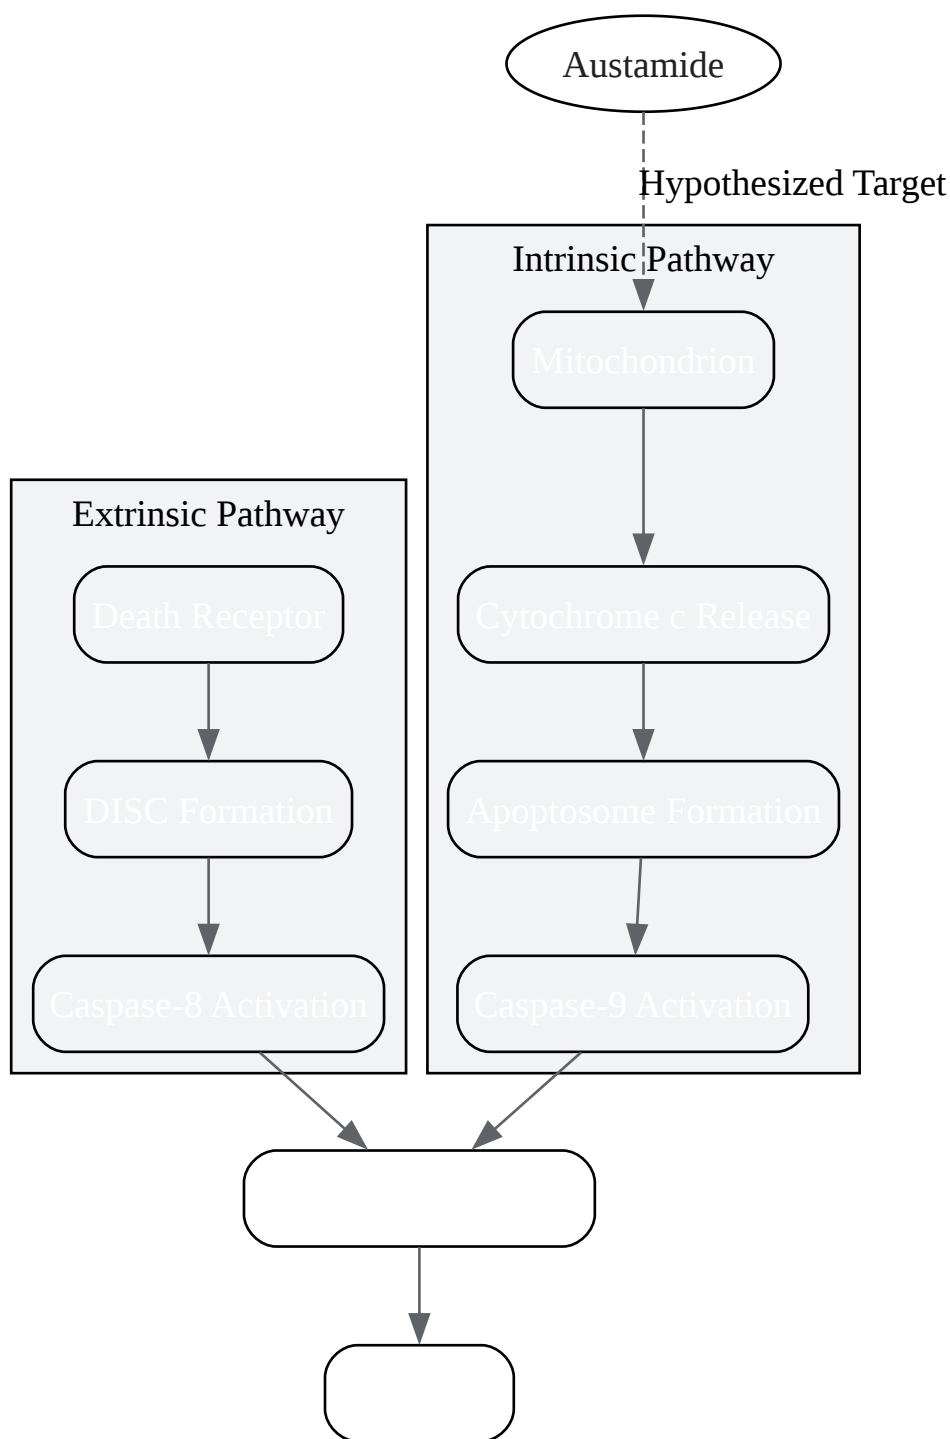 Austamide
Hypothesized Target
Intrinsic Pathway
Mitochondrion
Extrinsic Pathway
Death Receptor
Cytochrome c Release
DISC Formation
Apoptosome Formation
Caspase-8 Activation
Caspase-9 Activation